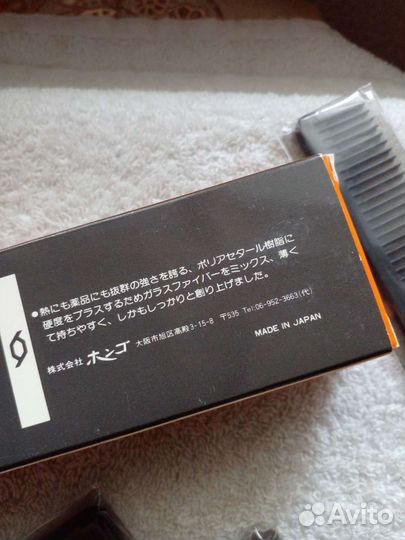 ●熱にも薬品にも抜群の強さを誇る、ポリアセタール樹脂に
硬度をプラスするためガラスファイバーをミックス、薄く
て持ちやすく、しかもしっかりと創り上げました。
株式会社 ホンゴ 大阪市旭区高殿3-15-8 〒535 Tel:06-952-3663(代)
MADE IN JAPAN
Avito